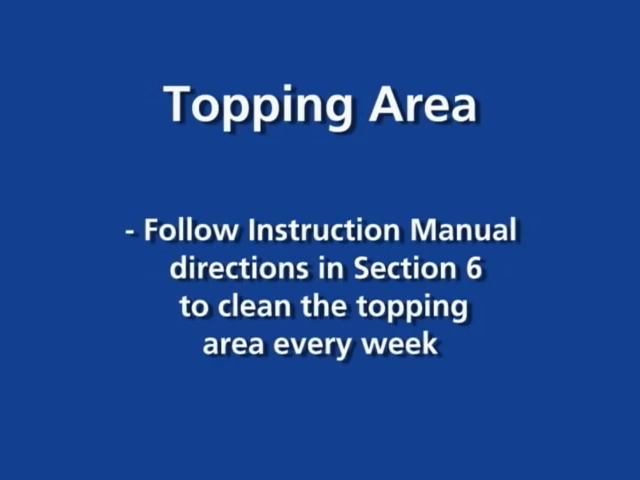 Topping Area
- Follow Instruction Manual
directions in Section 6
to clean the topping
area every week